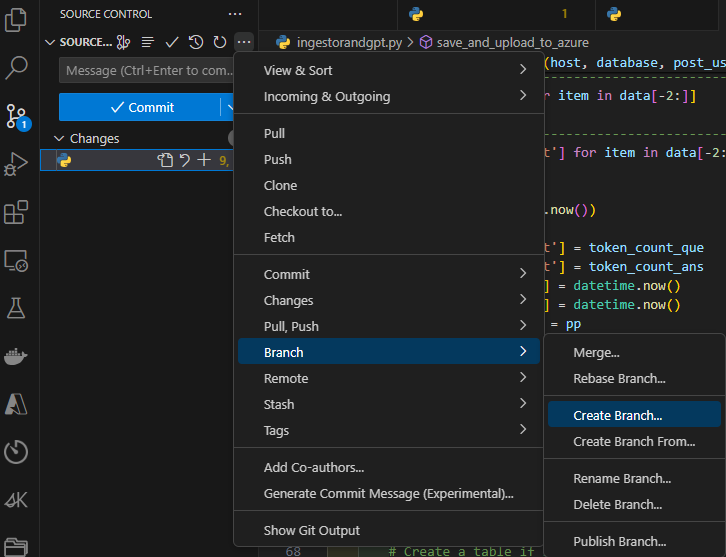 SOURCE CONTROL
SOURCE...
Message (Ctrl+Enter to com...
Commit
Changes
9,
1
1
ingestorandgpt.py > save_and_upload_to_azure
(host, database, post_us
r item in data[-2:]]
t'] for item in data[-2:
.now())
t'] = token_count_que
t'] = token_count_ans
] = datetime.now()
] = datetime.now()
= pp
68
# Create a table if
View & Sort
Incoming & Outgoing
Pull
Push
Clone
Checkout to...
Fetch
Commit
Changes
Pull, Push
Branch
Remote
Stash
Tags
Add Co-authors...
Generate Commit Message (Experimental)...
Show Git Output
Merge...
Rebase Branch...
Create Branch...
Create Branch From...
Rename Branch...
Delete Branch...
Publish Branch...